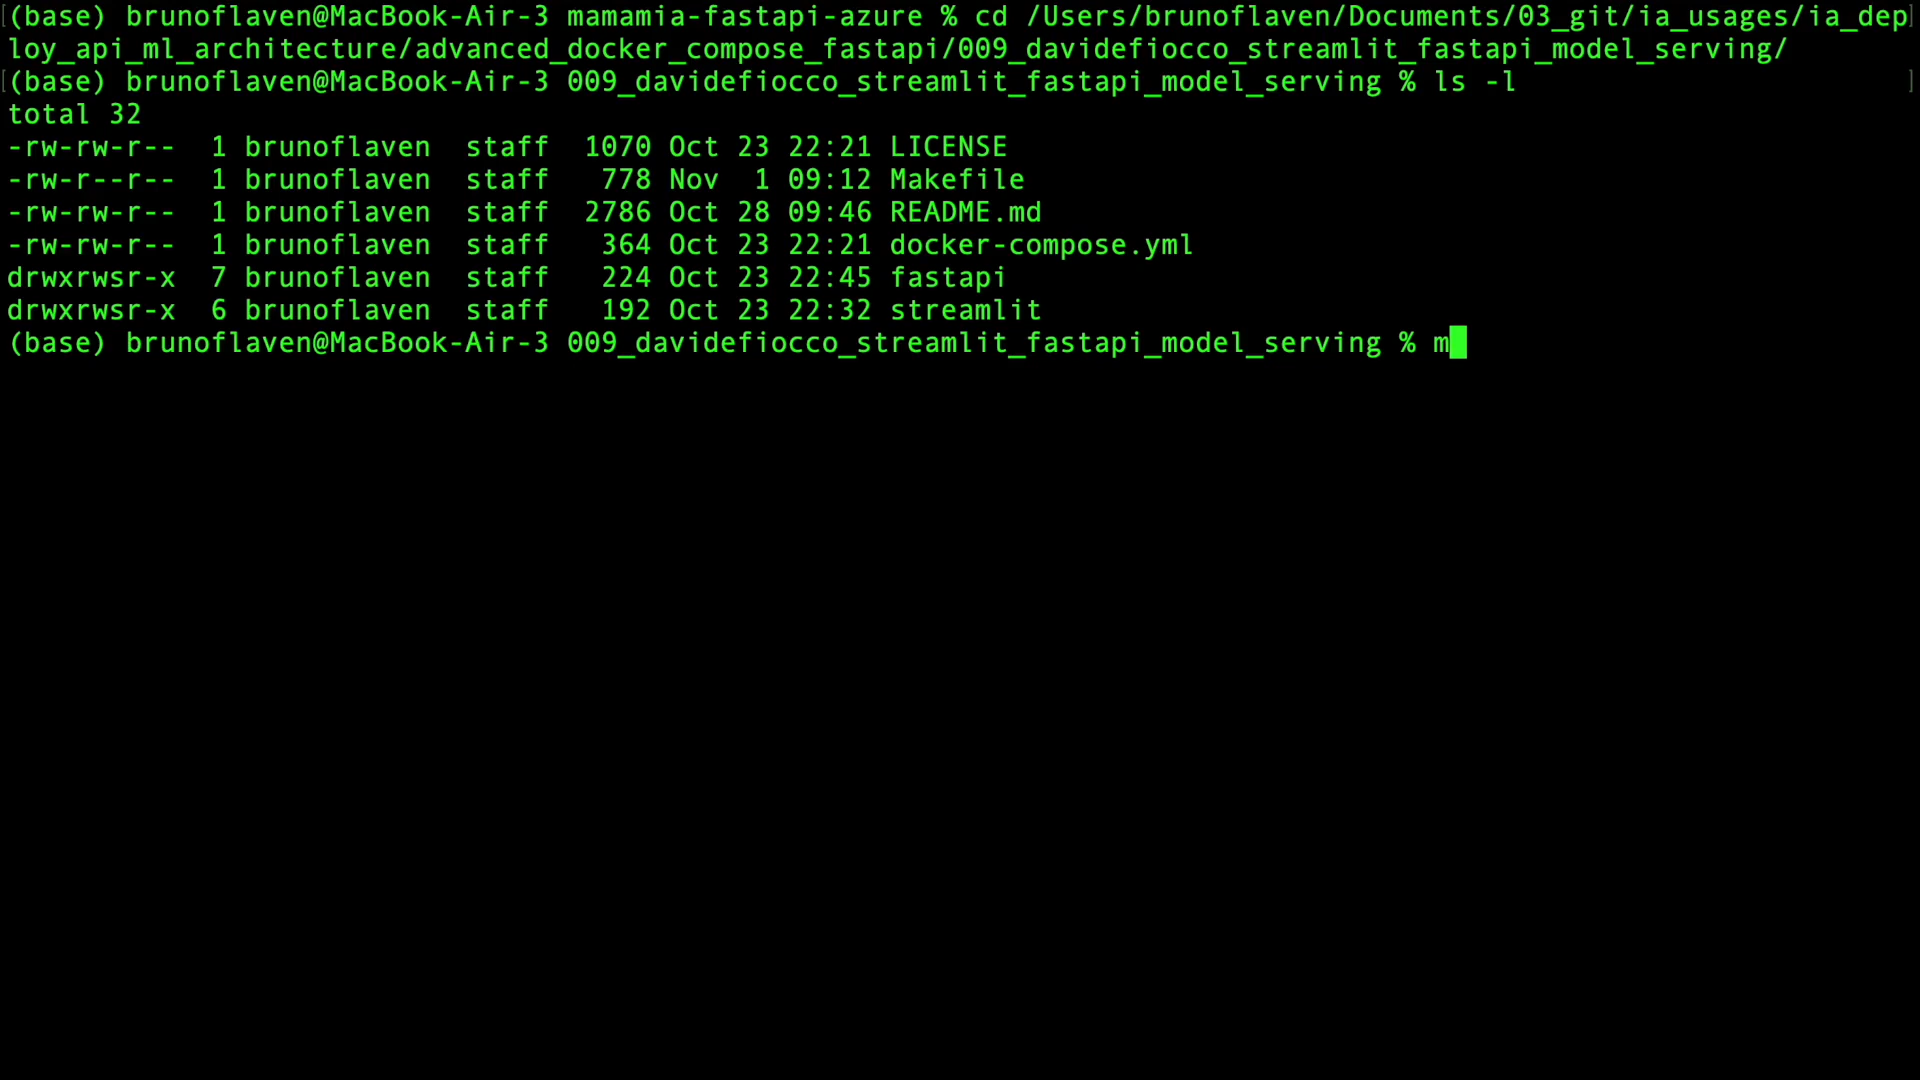 [(base) brunoflaven@MacBook-Air-3 mamamia-fastapi-azure % cd /Users/brunoflaven/Documents/03_git/ia_usages/ia_dep]
loy_api_ml_architecture/advanced_docker_compose_fastapi/009_davidefiocco_streamlit_fastapi_model_serving/
[(base) brunoflaven@MacBook-Air-3 009_davidefiocco_streamlit_fastapi_model_serving % ls -l ]
total 32
-rw-rw-r--  1 brunoflaven  staff  1070 Oct 23 22:21 LICENSE
-rw-r--r--  1 brunoflaven  staff   778 Nov  1 09:12 Makefile
-rw-rw-r--  1 brunoflaven  staff  2786 Oct 28 09:46 README.md
-rw-rw-r--  1 brunoflaven  staff   364 Oct 23 22:21 docker-compose.yml
drwxrwsr-x  7 brunoflaven  staff   224 Oct 23 22:45 fastapi
drwxrwsr-x  6 brunoflaven  staff   192 Oct 23 22:32 streamlit
(base) brunoflaven@MacBook-Air-3 009_davidefiocco_streamlit_fastapi_model_serving % m